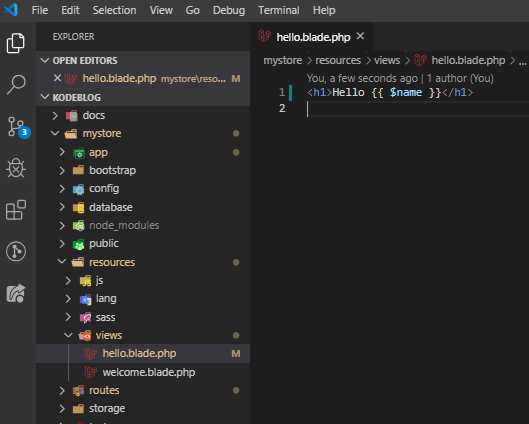 File Edit Selection View Go Debug Terminal Help
EXPLORER
OPEN EDITORS
hello.blade.php mystore\reso... M
KODEBLOG
docs
mystore
app
bootstrap
config
database
node_modules
public
resources
js
lang
sass
views
hello.blade.php M
welcome.blade.php
routes
storage
3
hello.blade.php
mystore > resources > views > hello.blade.php > ...
You, a few seconds ago | 1 author (You)
1 <h1>Hello {{ $name }}</h1>
2